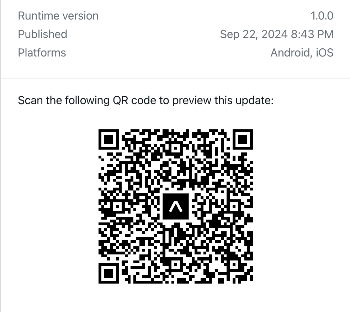 Runtime version 1.0.0
Published Sep 22, 2024 8:43 PM
Platforms Android, iOS
Scan the following QR code to preview this update: